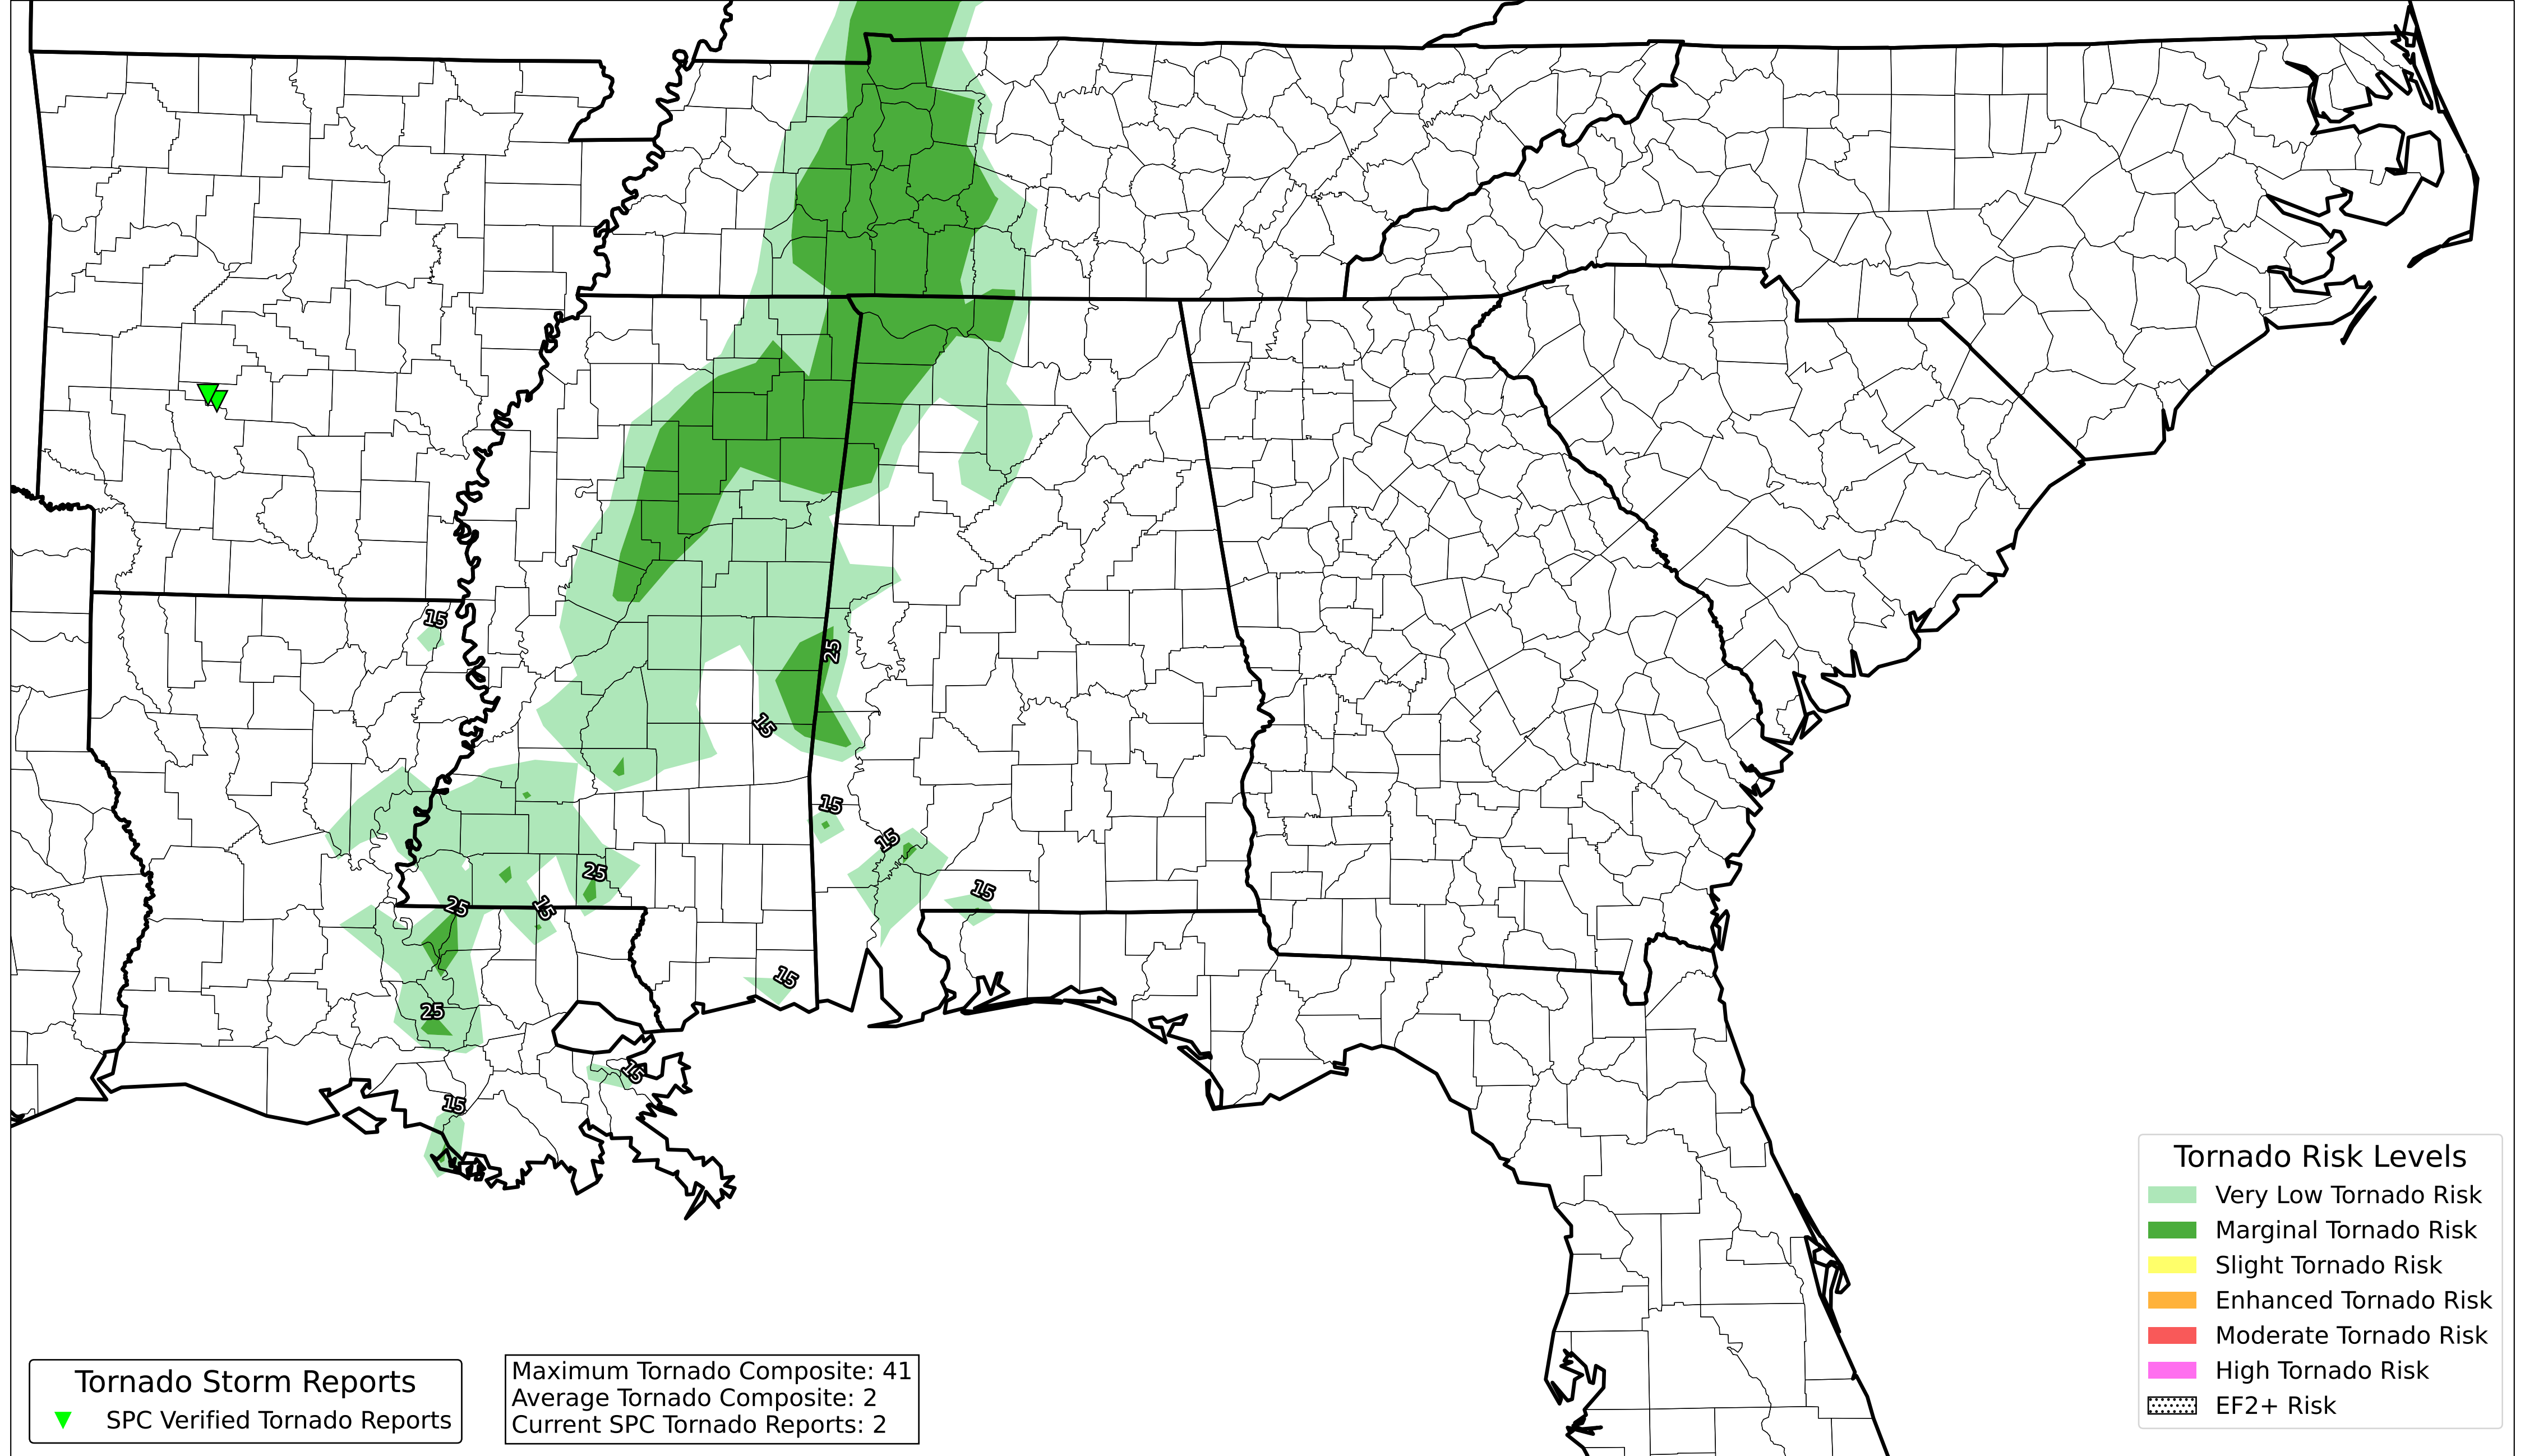 15
25
15
15
15
25
25
15
15
15
25
15
15
Tornado Risk Levels
Very Low Tornado Risk
Marginal Tornado Risk
Slight Tornado Risk
Enhanced Tornado Risk
Moderate Tornado Risk
High Tornado Risk
EF2+ Risk
Tornado Storm Reports
SPC Verified Tornado Reports
Maximum Tornado Composite: 41
Average Tornado Composite: 2
Current SPC Tornado Reports: 2